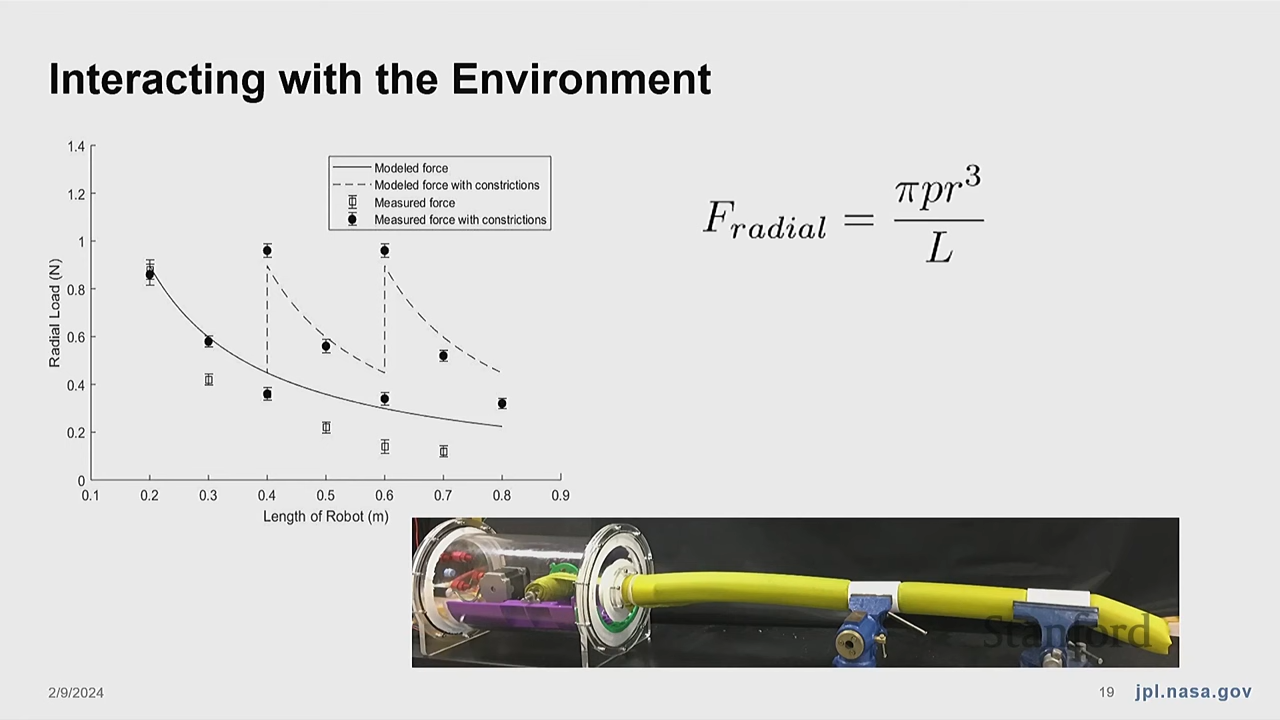 Interacting with the Environment
1.4
1.2
1
0.8
0.6
0.4
0.2
0
Radial Load (N)
Modeled force
Modeled force with constrictions
Measured force
Measured force with constrictions
0.1 0.2 0.3 0.4 0.5 0.6 0.7 0.8 0.9
Length of Robot (m)
F_{radial} = \frac{πpr^3}{L}
Stanford
2/9/2024
19 jpl.nasa.gov